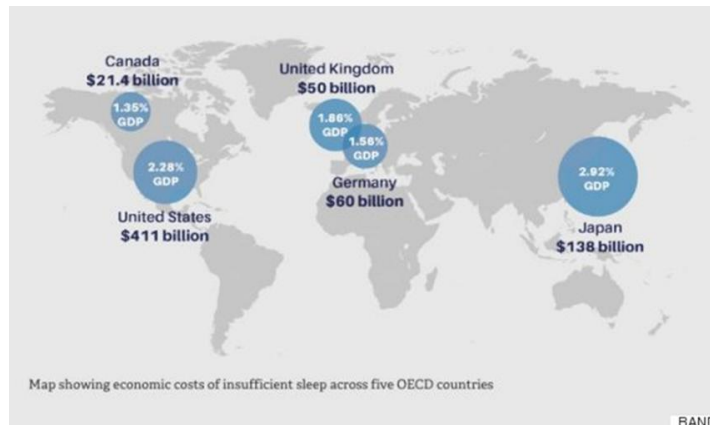 Canada
$21.4 billion
1.35%
GDP
United Kingdom
$50 billion
1.86%
GDP
1.56%
GDP
Germany
$60 billion
2.28%
GDP
United States
$411 billion
2.92%
GDP
Japan
$138 billion
Map showing economic costs of insufficient sleep across five OECD countries